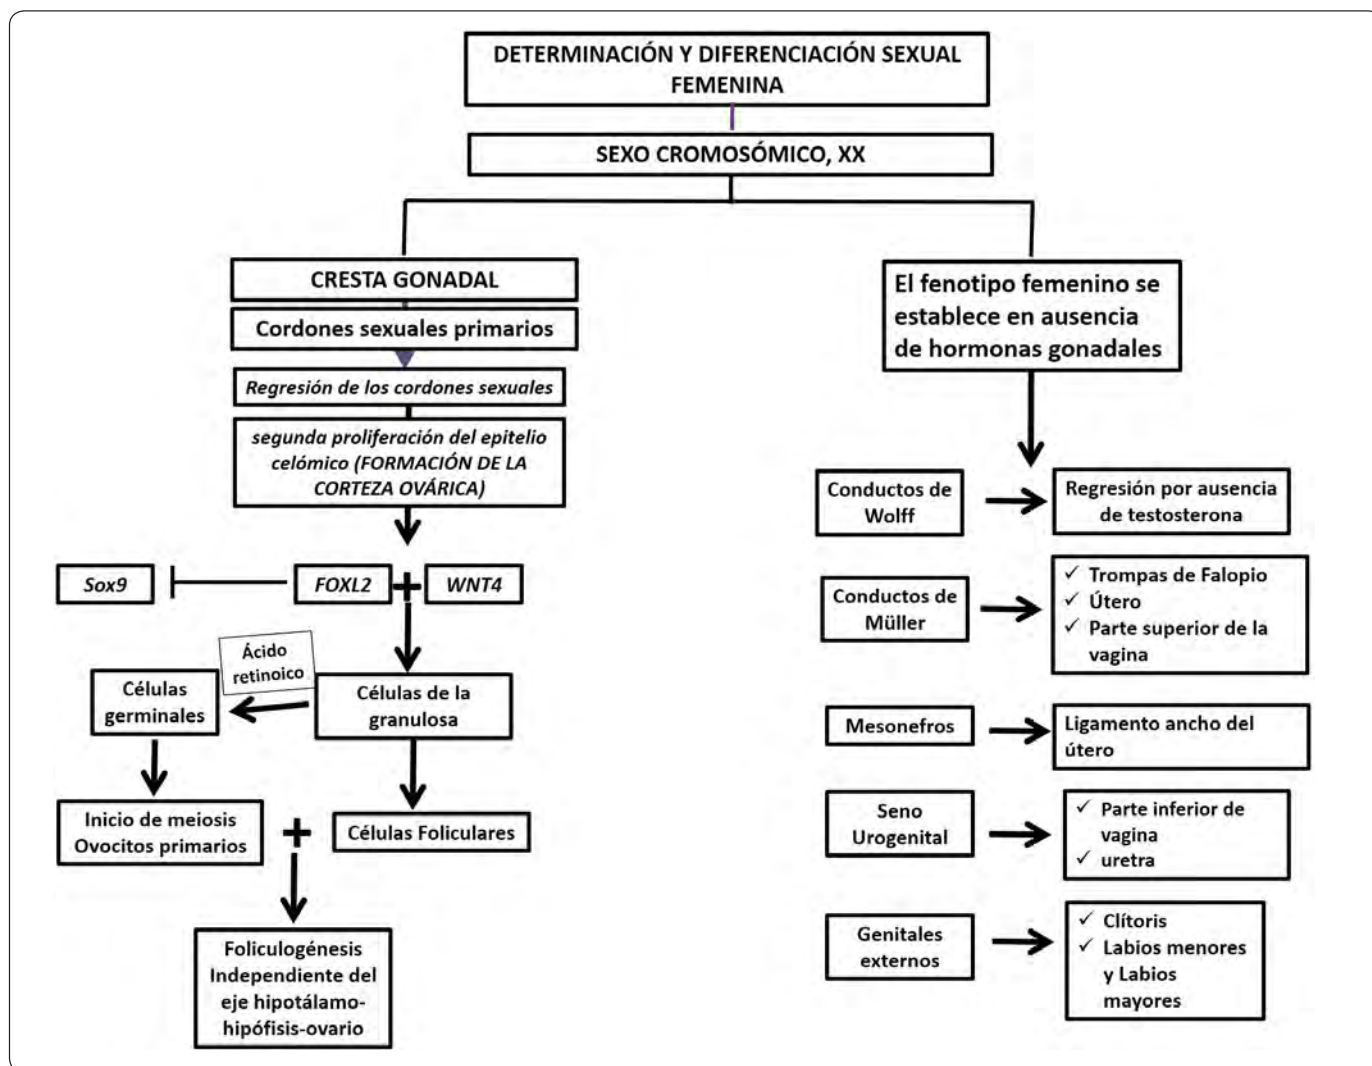 DETERMINACIÓN Y DIFERENCIACIÓN SEXUAL
FEMENINA
SEXO CROMOSÓMICO, XX
CRESTA GONADAL
Cordones sexuales primarios
Regresión de los cordones sexuales
segunda proliferación del epitelio
celómico (FORMACIÓN DE LA
CORTEZA OVÁRICA)
Sox9
FOXL2
+
WNT4
Ácido
retinoico
Células
germinales
Células de la
granulosa
Inicio de meiosis
Ovocitos primarios
+
Células Foliculares
Foliculogénesis
Independiente del
eje hipotálamo-
hipófisis-ovario
El fenotipo femenino se
establece en ausencia
de hormonas gonadales
Conductos de
Wolff
Regresión por ausencia
de testosterona
Conductos de
Müller
✓ Trompas de Falopio
✓ Útero
✓ Parte superior de la
vagina
Mesonefros
Ligamento ancho del
útero
Seno
Urogenital
✓ Parte inferior de
vagina
✓ uretra
Genitales
externos
✓ Clítoris
✓ Labios menores
y Labios
mayores